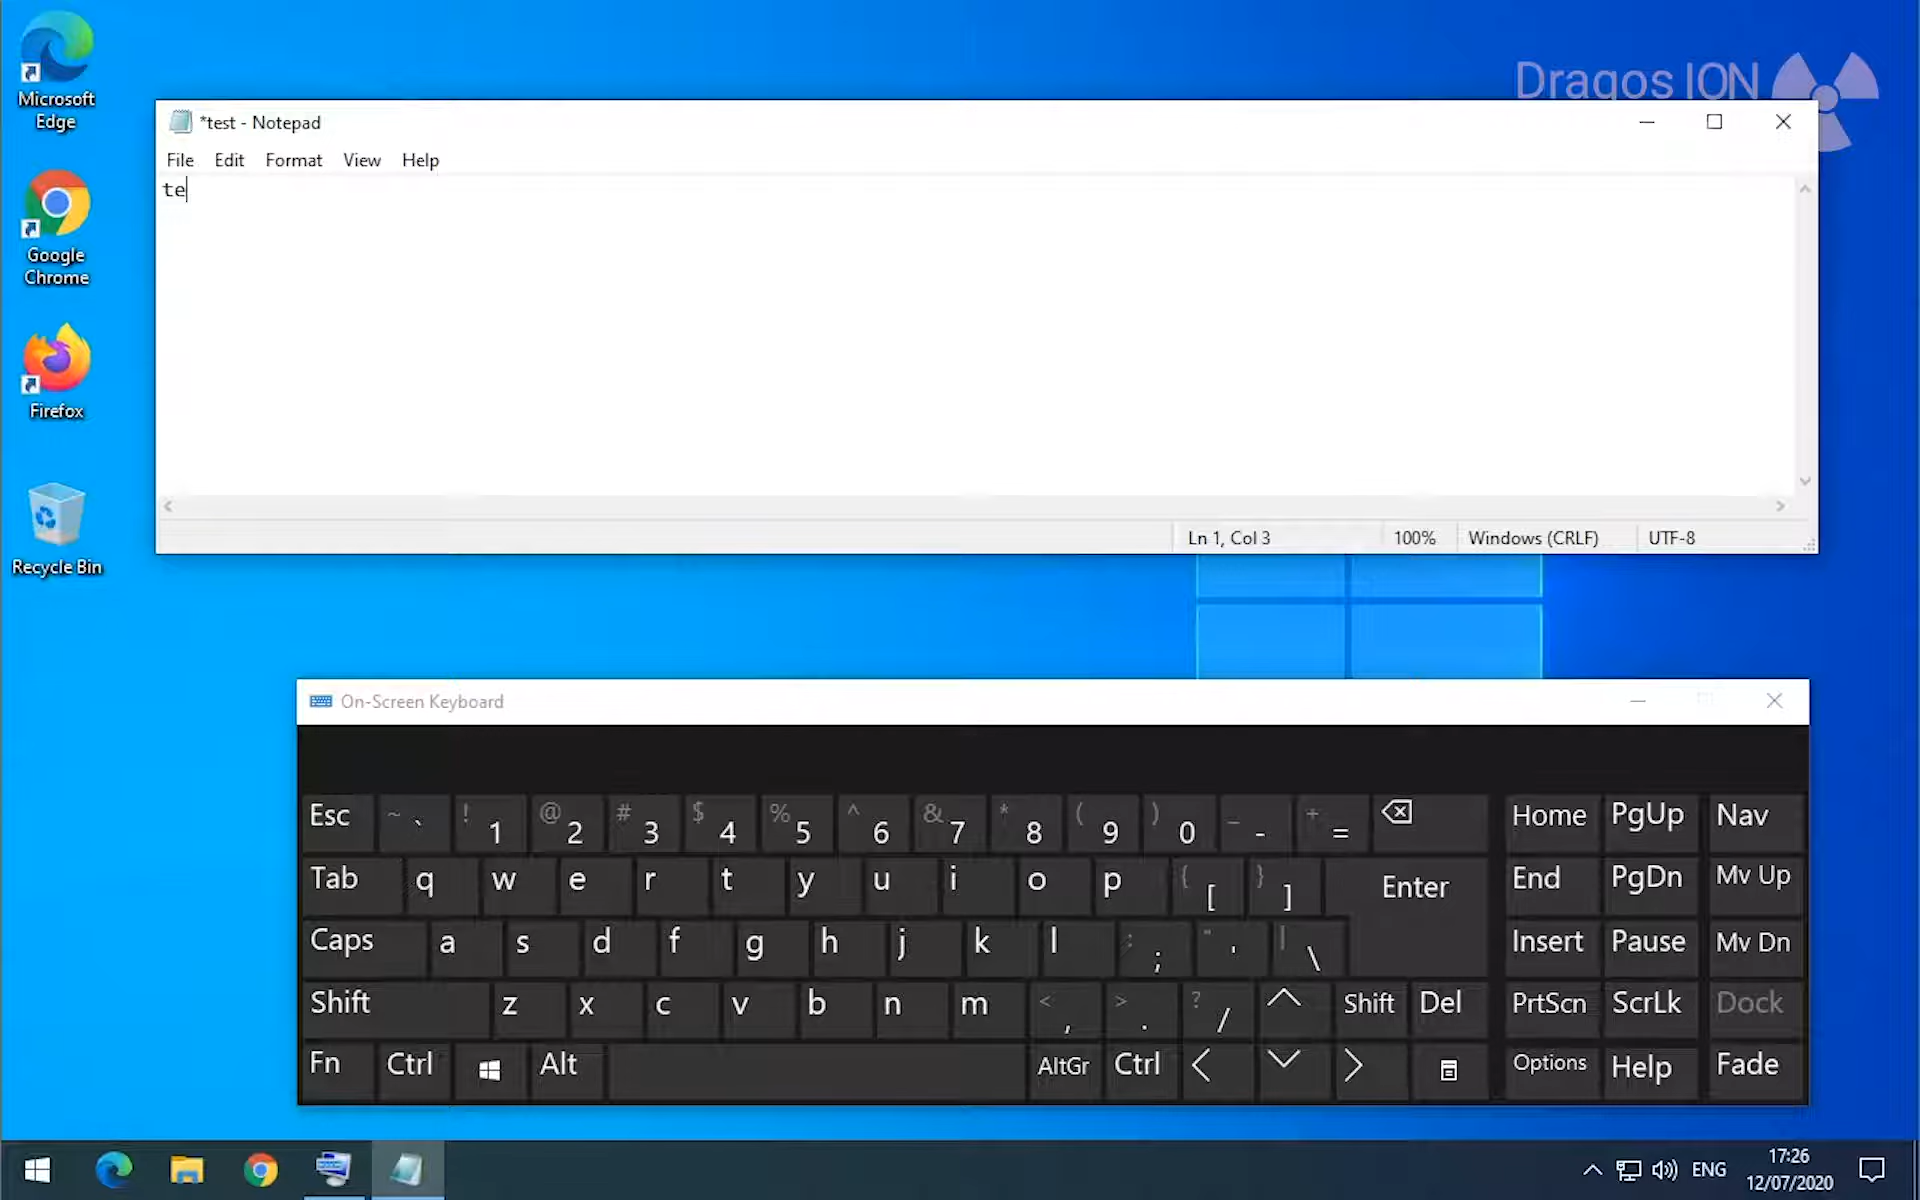 Dragos ION
Microsoft
Edge
Google
Chrome
Firefox
Recycle Bin
*test - Notepad
File Edit Format View Help
te
Ln 1, Col 3 100% Windows (CRLF) UTF-8
On-Screen Keyboard
Esc ~ ` ! 1 @ 2 # 3 $ 4 % 5 ^ 6 & 7 * 8 ( 9 ) 0 _ - + = Home PgUp Nav
Tab q w e r t y u i o p { [ } ] Enter End PgDn Mv Up
Caps a s d f g h j k l : ; " ' | \ Insert Pause Mv Dn
Shift z x c v b n m < , > . ? / Shift Del PrtScn ScrLk Dock
Fn Ctrl Alt AltGr Ctrl Options Help Fade
ENG
17:26
12/07/2020